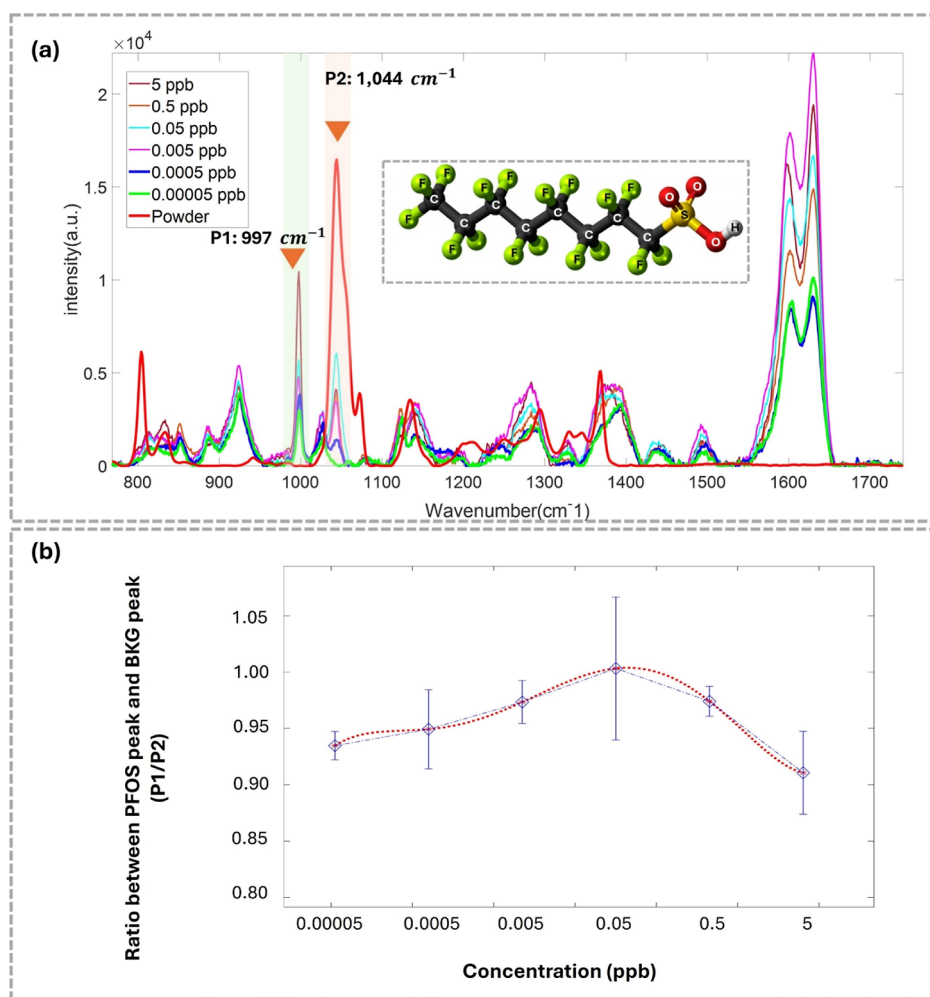 (a)
×10⁴
P2: 1,044 cm⁻¹
5 ppb
0.5 ppb
0.05 ppb
0.005 ppb
0.0005 ppb
0.00005 ppb
Powder
P1: 997 cm⁻¹
F F F F F F F F
C C C C C C C C
F F F F F
O O S O H
intensity(a.u.)
2
1.5
1
0.5
0
800 900 1000 1100 1200 1300 1400 1500 1600 1700
Wavenumber(cm⁻1)
(b)
Ratio between PFOS peak and BKG peak
(P1/P2)
1.05
1.00
0.95
0.90
0.85
0.80
0.00005 0.0005 0.005 0.05 0.5 5
Concentration (ppb)